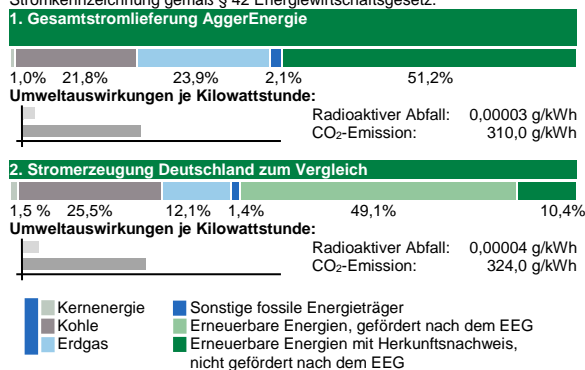 Stromkennzeichnung gemäß § 42 Energiewirtschaftsgesetz:
1. Gesamtstromlieferung AggerEnergie
1,0% 21,8% 23,9% 2,1% 51,2%
Umweltauswirkungen je Kilowattstunde:
Radioaktiver Abfall: 0,00003 g/kWh
CO₂-Emission: 310,0 g/kWh
2. Stromerzeugung Deutschland zum Vergleich
1,5 % 25,5% 12,1% 1,4% 49,1% 10,4%
Umweltauswirkungen je Kilowattstunde:
Radioaktiver Abfall: 0,00004 g/kWh
CO₂-Emission: 324,0 g/kWh
Kernenergie
Kohle
Erdgas
Sonstige fossile Energieträger
Erneuerbare Energien, gefördert nach dem EEG
Erneuerbare Energien mit Herkunftsnachweis,
nicht gefördert nach dem EEG